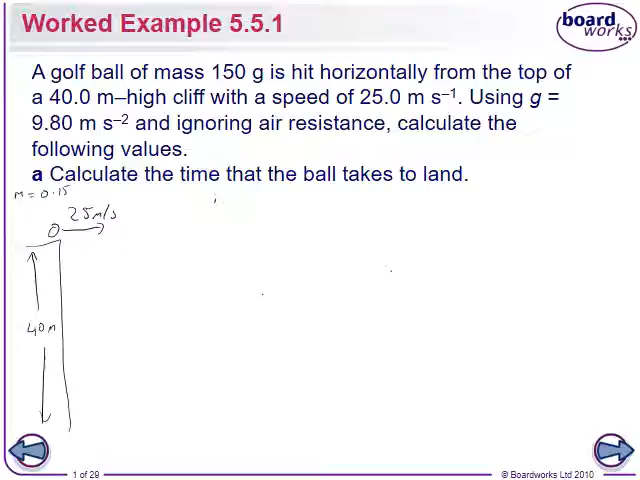 Worked Example 5.5.1
board
works
A golf ball of mass 150 g is hit horizontally from the top of
a 40.0 m–high cliff with a speed of 25.0 m s⁻¹. Using g =
9.80 m s⁻² and ignoring air resistance, calculate the
following values.
a Calculate the time that the ball takes to land.
m = 0.15
25m/s
40m
1 of 29
© Boardworks Ltd 2010